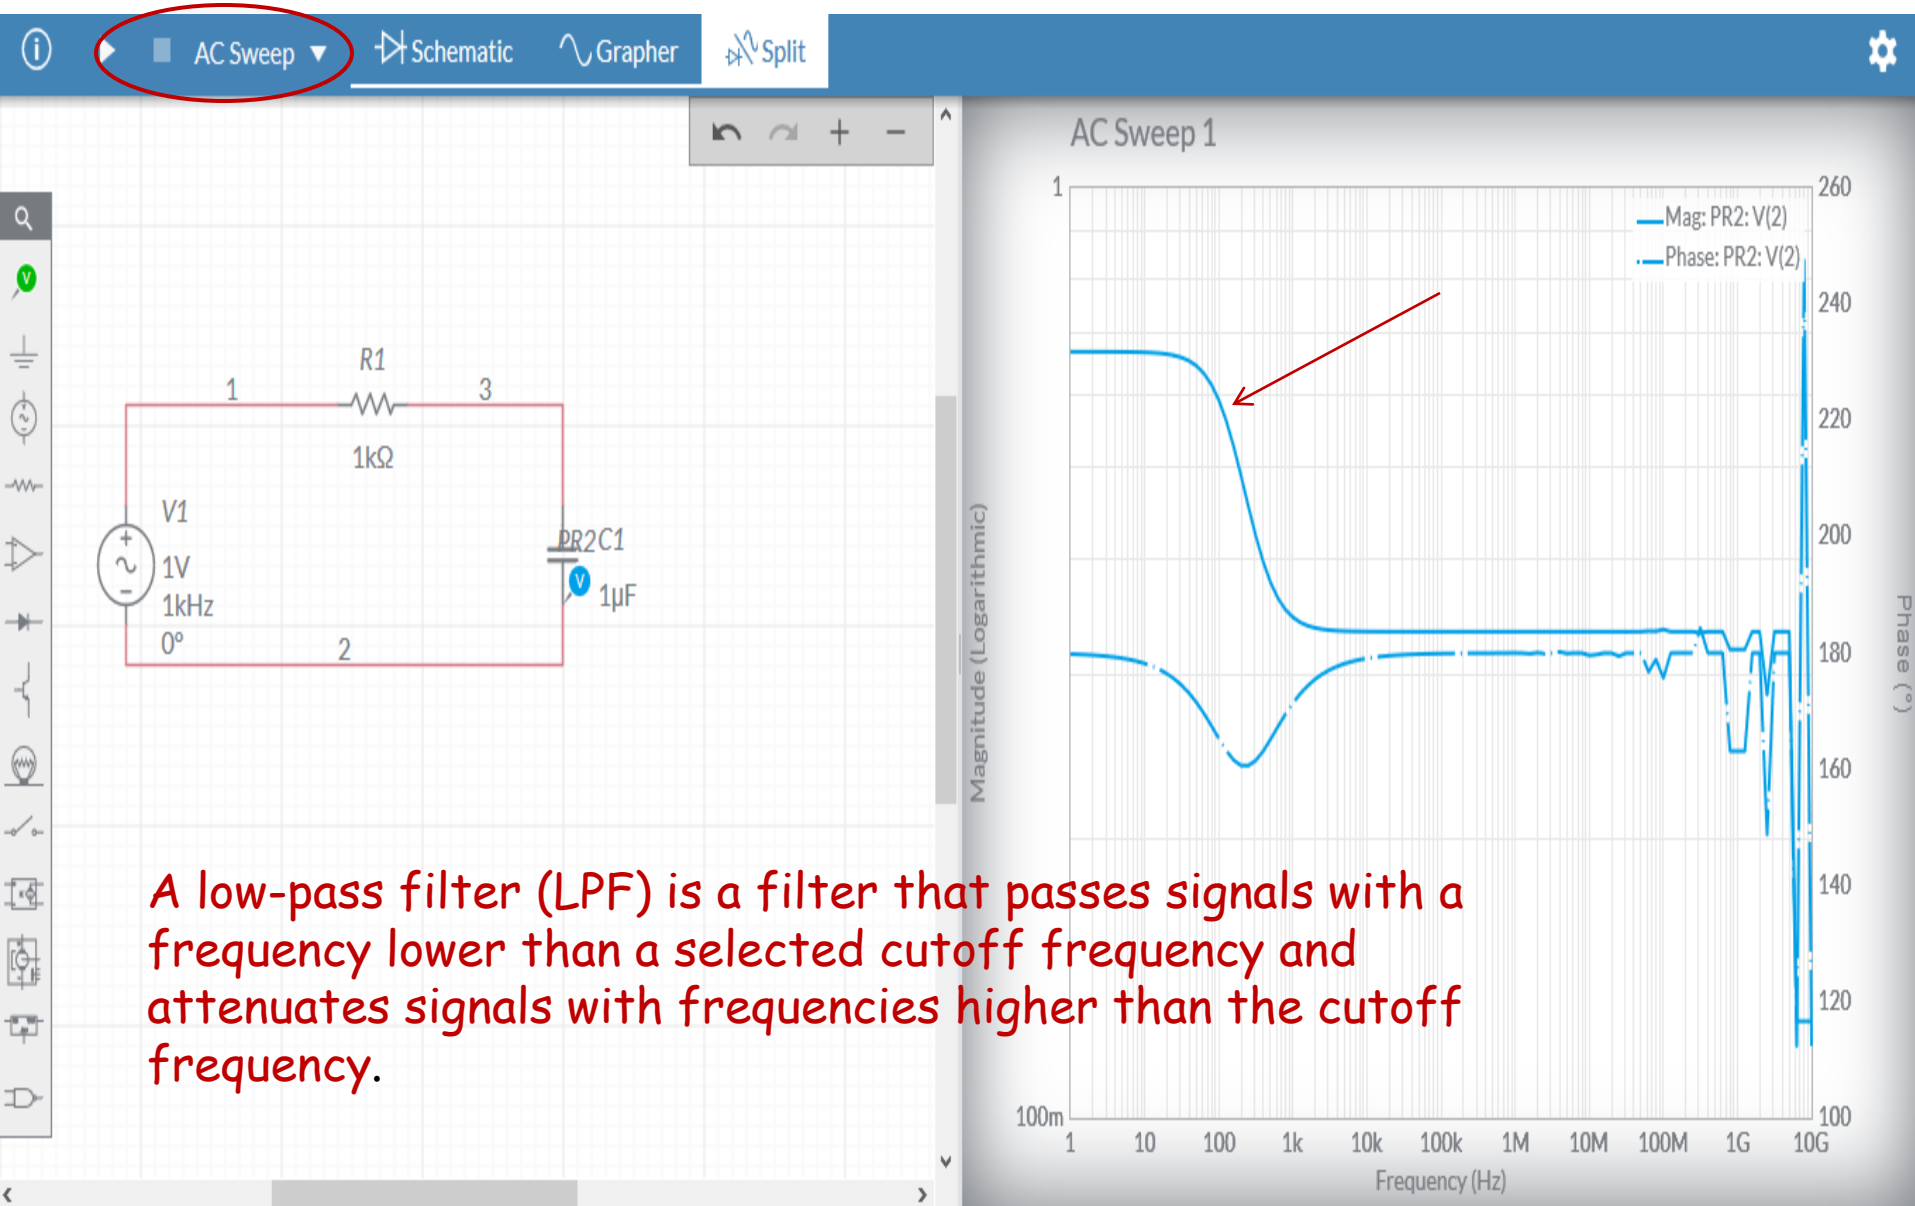 AC Sweep ▼ Schematic Grapher Split
AC Sweep 1
1
260
Mag: PR2: V(2)
Phase: PR2: V(2)
240
220
200
180
160
140
120
100
100m
1 10 100 1k 10k 100k 1M 10M 100M 1G 10G
Frequency (Hz)
Magnitude (Logarithmic)
Phase (°)
R1
1 3
1kΩ
V1
1V
1kHz
0°
2
PR2C1
V
1µF
V
A low-pass filter (LPF) is a filter that passes signals with a
frequency lower than a selected cutoff frequency and
attenuates signals with frequencies higher than the cutoff
frequency.